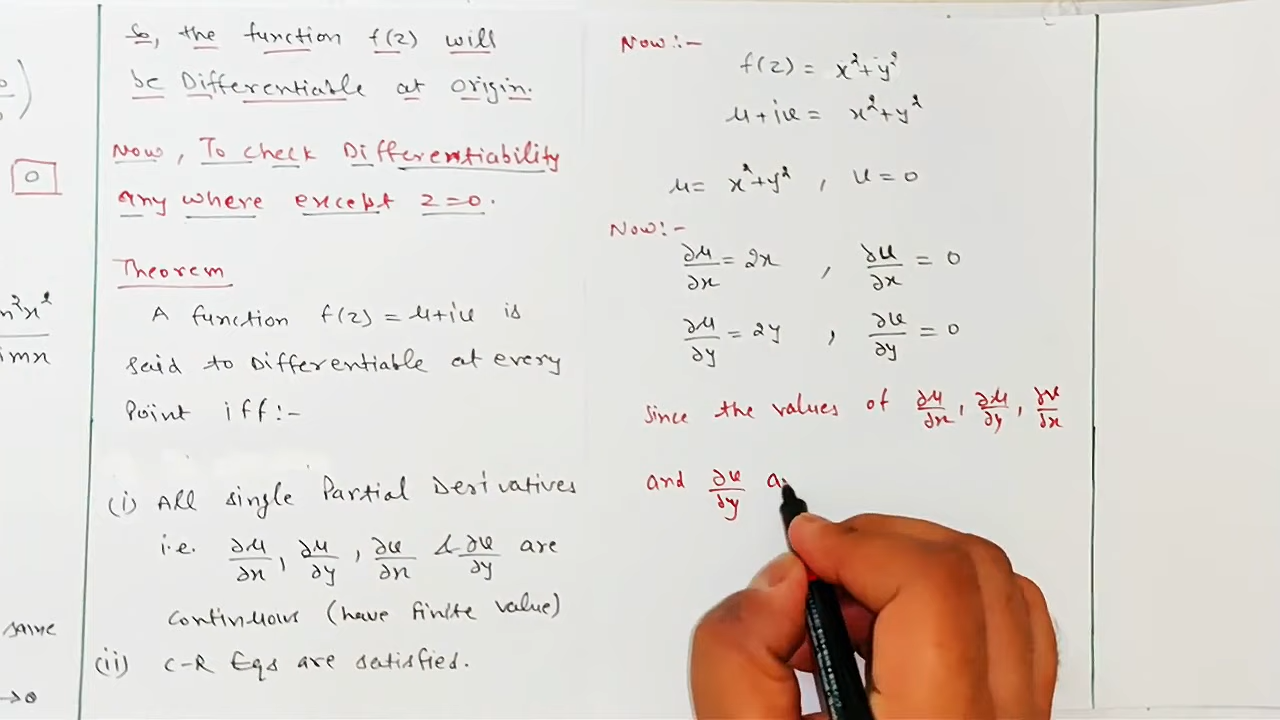 So, the function f(z) will
be Differentiable at origin.
Now, To check Differentiability
any where except z=0.
Theorem
A function f(z) = u+iv is
said to Differentiable at every
Point iff:-
(i) All single Partial Derivatives
i.e. ∂u/∂x, ∂u/∂y, ∂v/∂x & ∂v/∂y are
continuous (have finite value)
(ii) C-R Eqs are satisfied.
Now:-
f(z) = x²+y²
u+iv = x²+y²
u = x²+y² , v = 0
Now:-
∂u/∂x = 2x , ∂v/∂x = 0
∂u/∂y = 2y , ∂v/∂y = 0
Since the values of ∂u/∂x, ∂u/∂y, ∂v/∂x
and ∂v/∂y a
0
same
→0